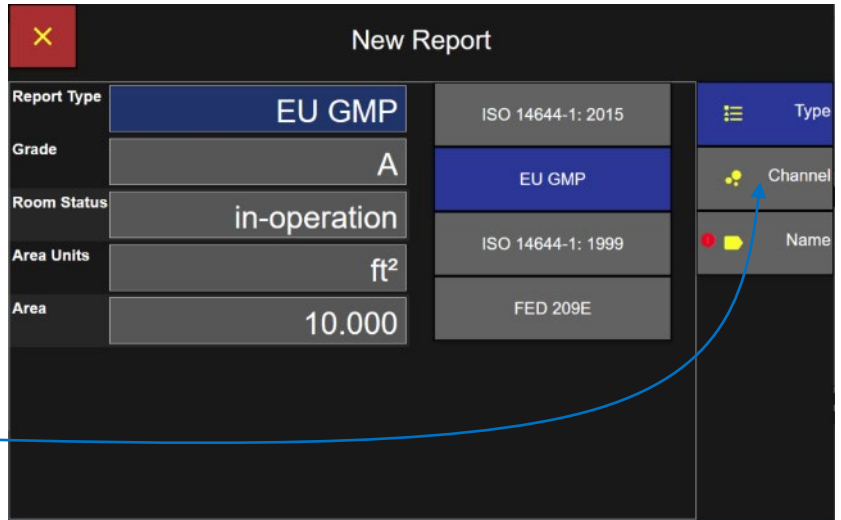 New Report
Report Type
EU GMP
Grade
A
Room Status
in-operation
Area Units
ft²
Area
10.000
ISO 14644-1: 2015
EU GMP
ISO 14644-1: 1999
FED 209E
Type
Channel
Name